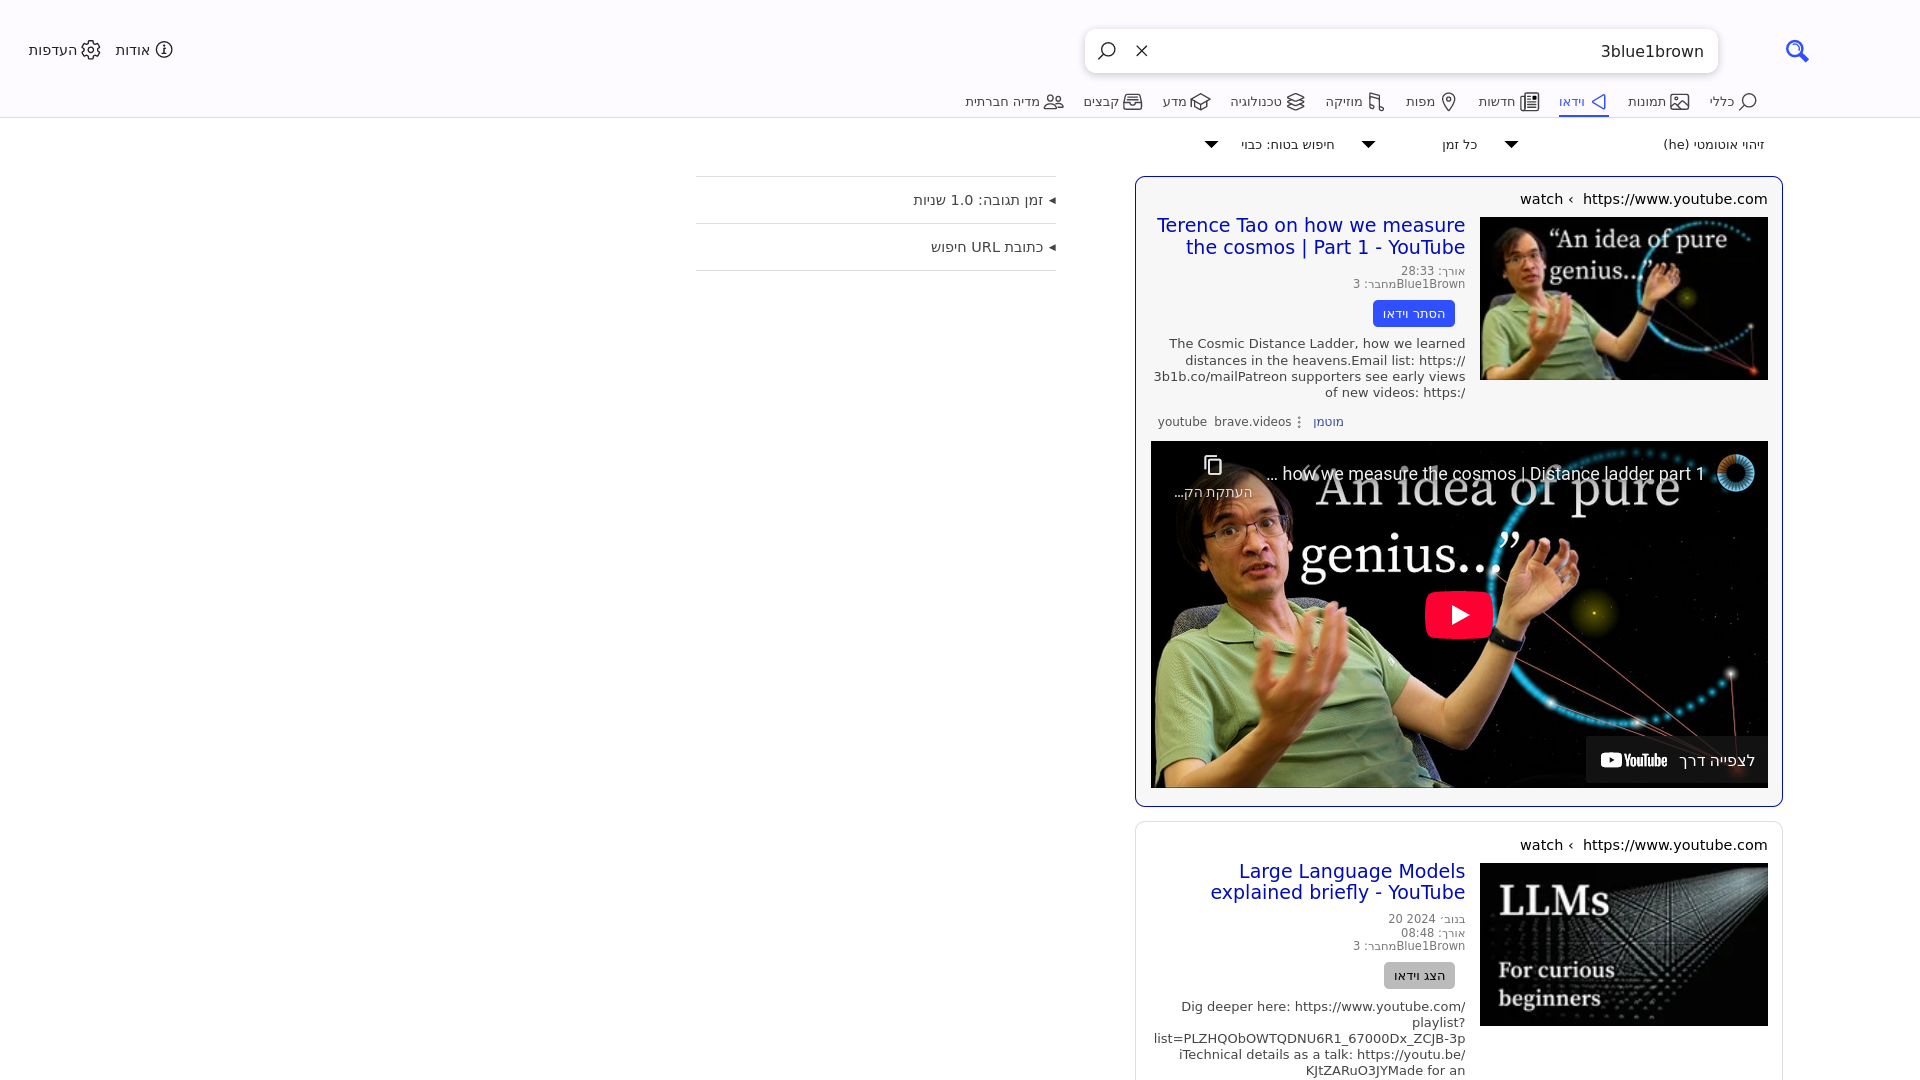 3blue1brown
אודות
העדפות
כללי
תמונות
וידאו
חדשות
מפות
מוזיקה
טכנולוגיה
מדע
קבצים
מדיה חברתית
זיהוי אוטומטי (he)
כל זמן
חיפוש בטוח: כבוי
https://www.youtube.com › watch
Terence Tao on how we measure
the cosmos | Part 1 - YouTube
אורך: 28:33
מחבר: 3Blue1Brown
הסתר וידאו
The Cosmic Distance Ladder, how we learned
distances in the heavens.Email list: https://
3b1b.co/mailPatreon supporters see early views
of new videos: https:/
“An idea of pure
genius...”
youtube brave.videos מוטמן
... how we measure the cosmos | Distance ladder part 1
העתקת הק...
“An idea of pure
genius...”
לצפייה דרך YouTube
https://www.youtube.com › watch
Large Language Models
explained briefly - YouTube
20 בנוב׳ 2024
אורך: 08:48
מחבר: 3Blue1Brown
הצג וידאו
Dig deeper here: https://www.youtube.com/
playlist?
list=PLZHQObOWTQDNU6R1_67000Dx_ZCJB-3p
iTechnical details as a talk: https://youtu.be/
KJtZARuO3JYMade for an
LLMs
For curious
beginners
זמן תגובה: 1.0 שניות
כתובת URL חיפוש